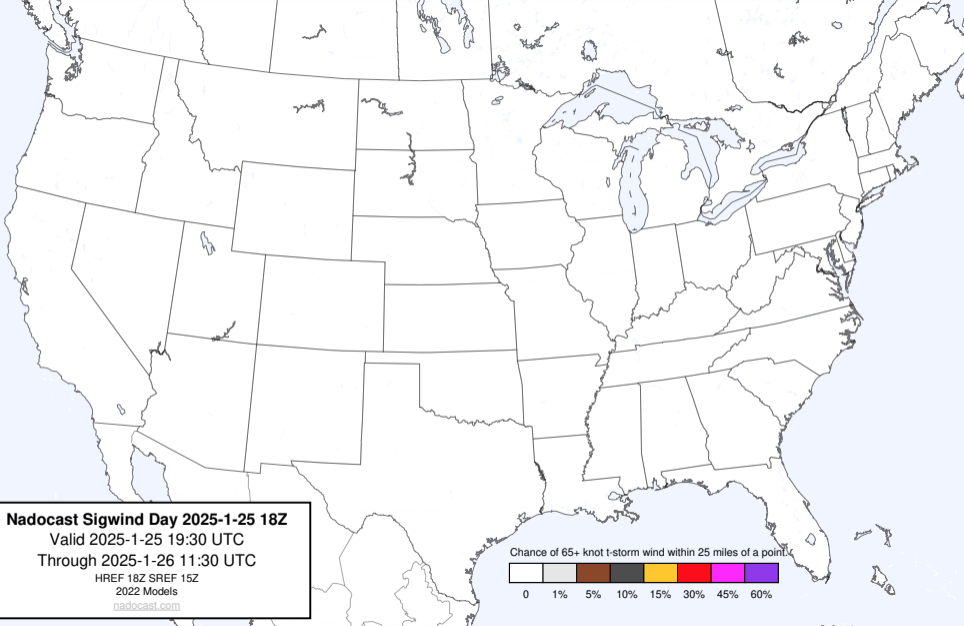 Nadocast Sigwind Day 2025-1-25 18Z
Valid 2025-1-25 19:30 UTC
Through 2025-1-26 11:30 UTC
HREF 18Z SREF 15Z
2022 Models
nadocast.com
Chance of 65+ knot t-storm wind within 25 miles of a point.
0 1% 5% 10% 15% 30% 45% 60%